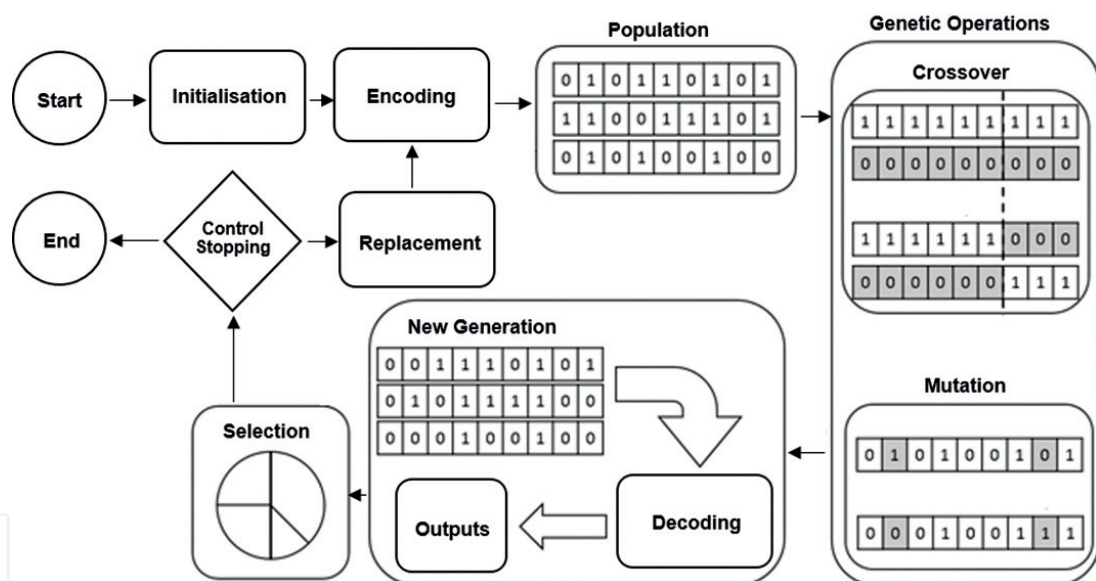 Population
Genetic Operations
Start
Initialisation
Encoding
0 1 0 1 1 0 1 0 1
1 1 0 0 1 1 1 0 1
0 1 0 1 0 0 1 0 0
Crossover
1 1 1 1 1 1 1 1 1
0 0 0 0 0 0 0 0 0
1 1 1 1 1 1 0 0 0
0 0 0 0 0 0 1 1 1
End
Control
Stopping
Replacement
New Generation
0 0 1 1 1 0 1 0 1
0 1 0 1 1 1 1 0 0
0 0 0 1 0 0 1 0 0
Mutation
0 1 0 1 0 0 1 0 1
0 0 0 1 0 0 1 1 1
Selection
Outputs
Decoding